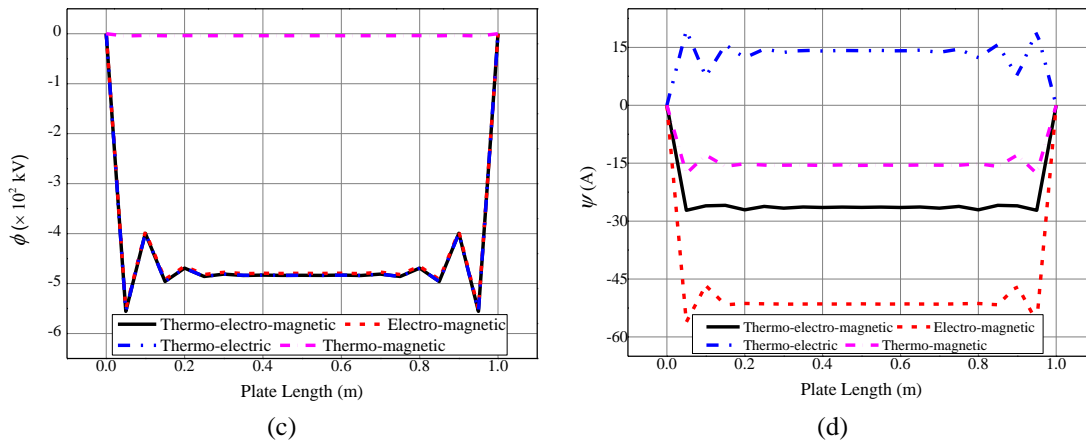 0
-1
-2
-3
-4
-5
-6
ϕ (× 10² kV)
Thermo-electro-magnetic
Electro-magnetic
Thermo-electric
Thermo-magnetic
0.0 0.2 0.4 0.6 0.8 1.0
Plate Length (m)
(c)
15
0
-15
-30
-45
-60
ψ (A)
Thermo-electro-magnetic
Electro-magnetic
Thermo-electric
Thermo-magnetic
0.0 0.2 0.4 0.6 0.8 1.0
Plate Length (m)
(d)